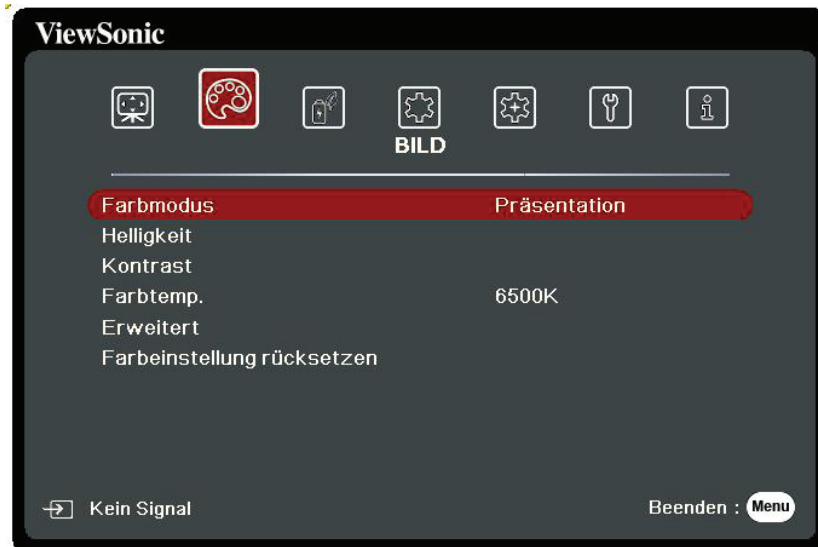 ViewSonic
BILD
Farbmodus Präsentation
Helligkeit
Kontrast
Farbtemp. 6500K
Erweitert
Farbeinstellung rücksetzen
Kein Signal Beenden : Menu